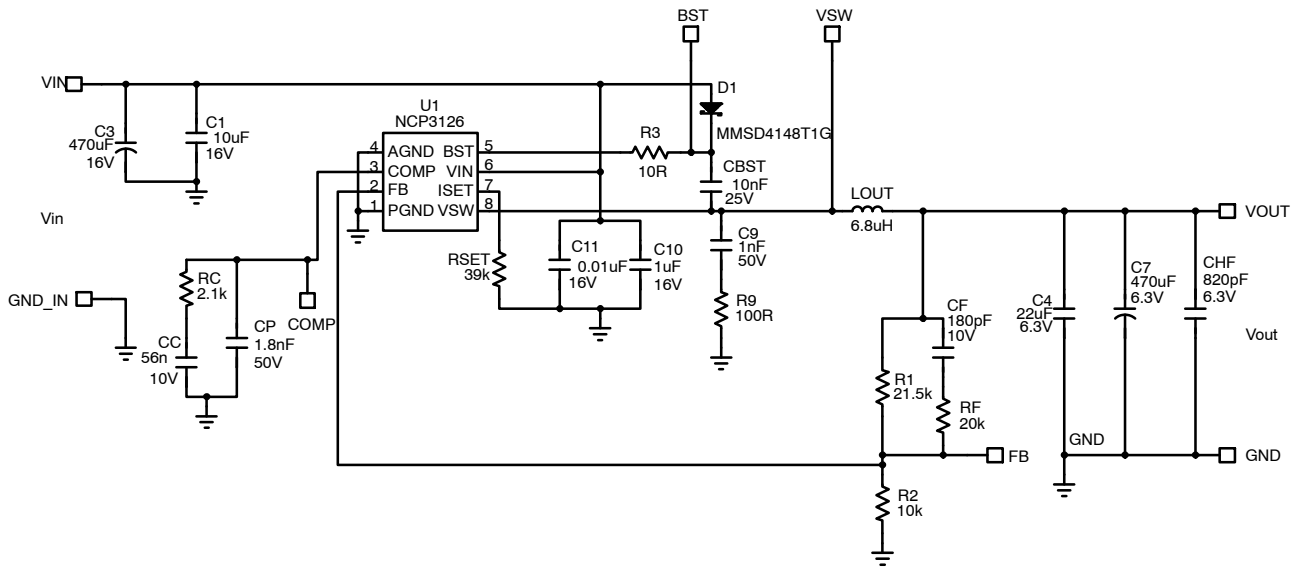 BST
VSW
VIN
D1
MMSD4148T1G
C3
470uF
16V
C1
10uF
16V
U1
NCP3126
4 AGND BST 5
3 COMP VIN 6
2 FB ISET 7
1 PGND VSW 8
R3
10R
CBST
10nF
25V
LOUT
6.8uH
VOUT
Vin
GND_IN
RC
2.1k
CC
56n
10V
CP
1.8nF
50V
COMP
RSET
39k
C11
0.01uF
16V
C10
1uF
16V
C9
1nF
50V
R9
100R
CF
180pF
10V
R1
21.5k
RF
20k
FB
R2
10k
C4
22uF
6.3V
C7
470uF
6.3V
CHF
820pF
6.3V
Vout
GND
GND